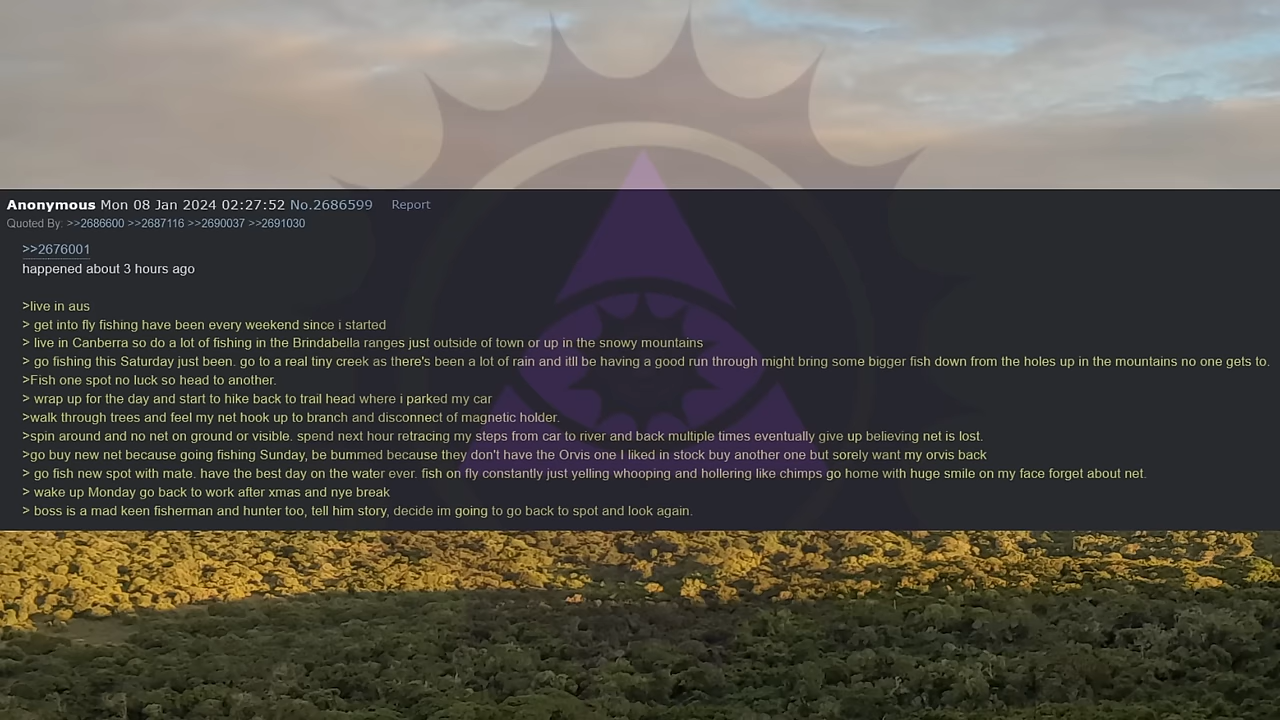 Anonymous Mon 08 Jan 2024 02:27:52 No.2686599 Report
Quoted By: >>2686600 >>2687116 >>2690037 >>2691030
>>2676001
happened about 3 hours ago
>live in aus
> get into fly fishing have been every weekend since i started
> live in Canberra so do a lot of fishing in the Brindabella ranges just outside of town or up in the snowy mountains
> go fishing this Saturday just been. go to a real tiny creek as there's been a lot of rain and itll be having a good run through might bring some bigger fish down from the holes up in the mountains no one gets to.
>Fish one spot no luck so head to another.
> wrap up for the day and start to hike back to trail head where i parked my car
>walk through trees and feel my net hook up to branch and disconnect of magnetic holder.
>spin around and no net on ground or visible. spend next hour retracing my steps from car to river and back multiple times eventually give up believing net is lost.
>go buy new net because going fishing Sunday, be bummed because they don't have the Orvis one I liked in stock buy another one but sorely want my orvis back
> go fish new spot with mate. have the best day on the water ever. fish on fly constantly just yelling whooping and hollering like chimps go home with huge smile on my face forget about net.
> wake up Monday go back to work after xmas and nye break
> boss is a mad keen fisherman and hunter too, tell him story, decide im going to go back to spot and look again.